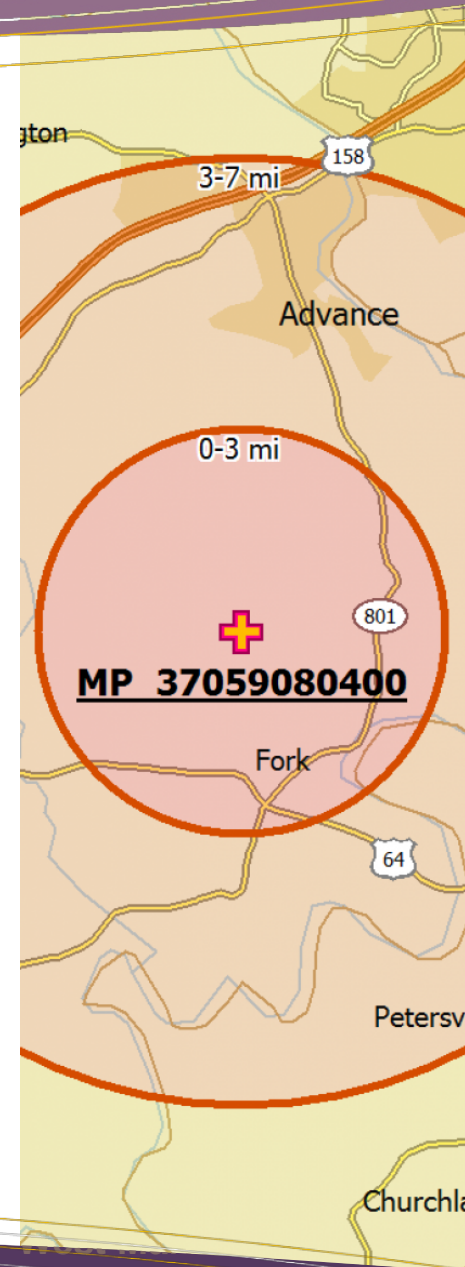 gton
158
3-7 mi
Advance
0-3 mi
801
MP 37059080400
Fork
64
Petersv
Churchla